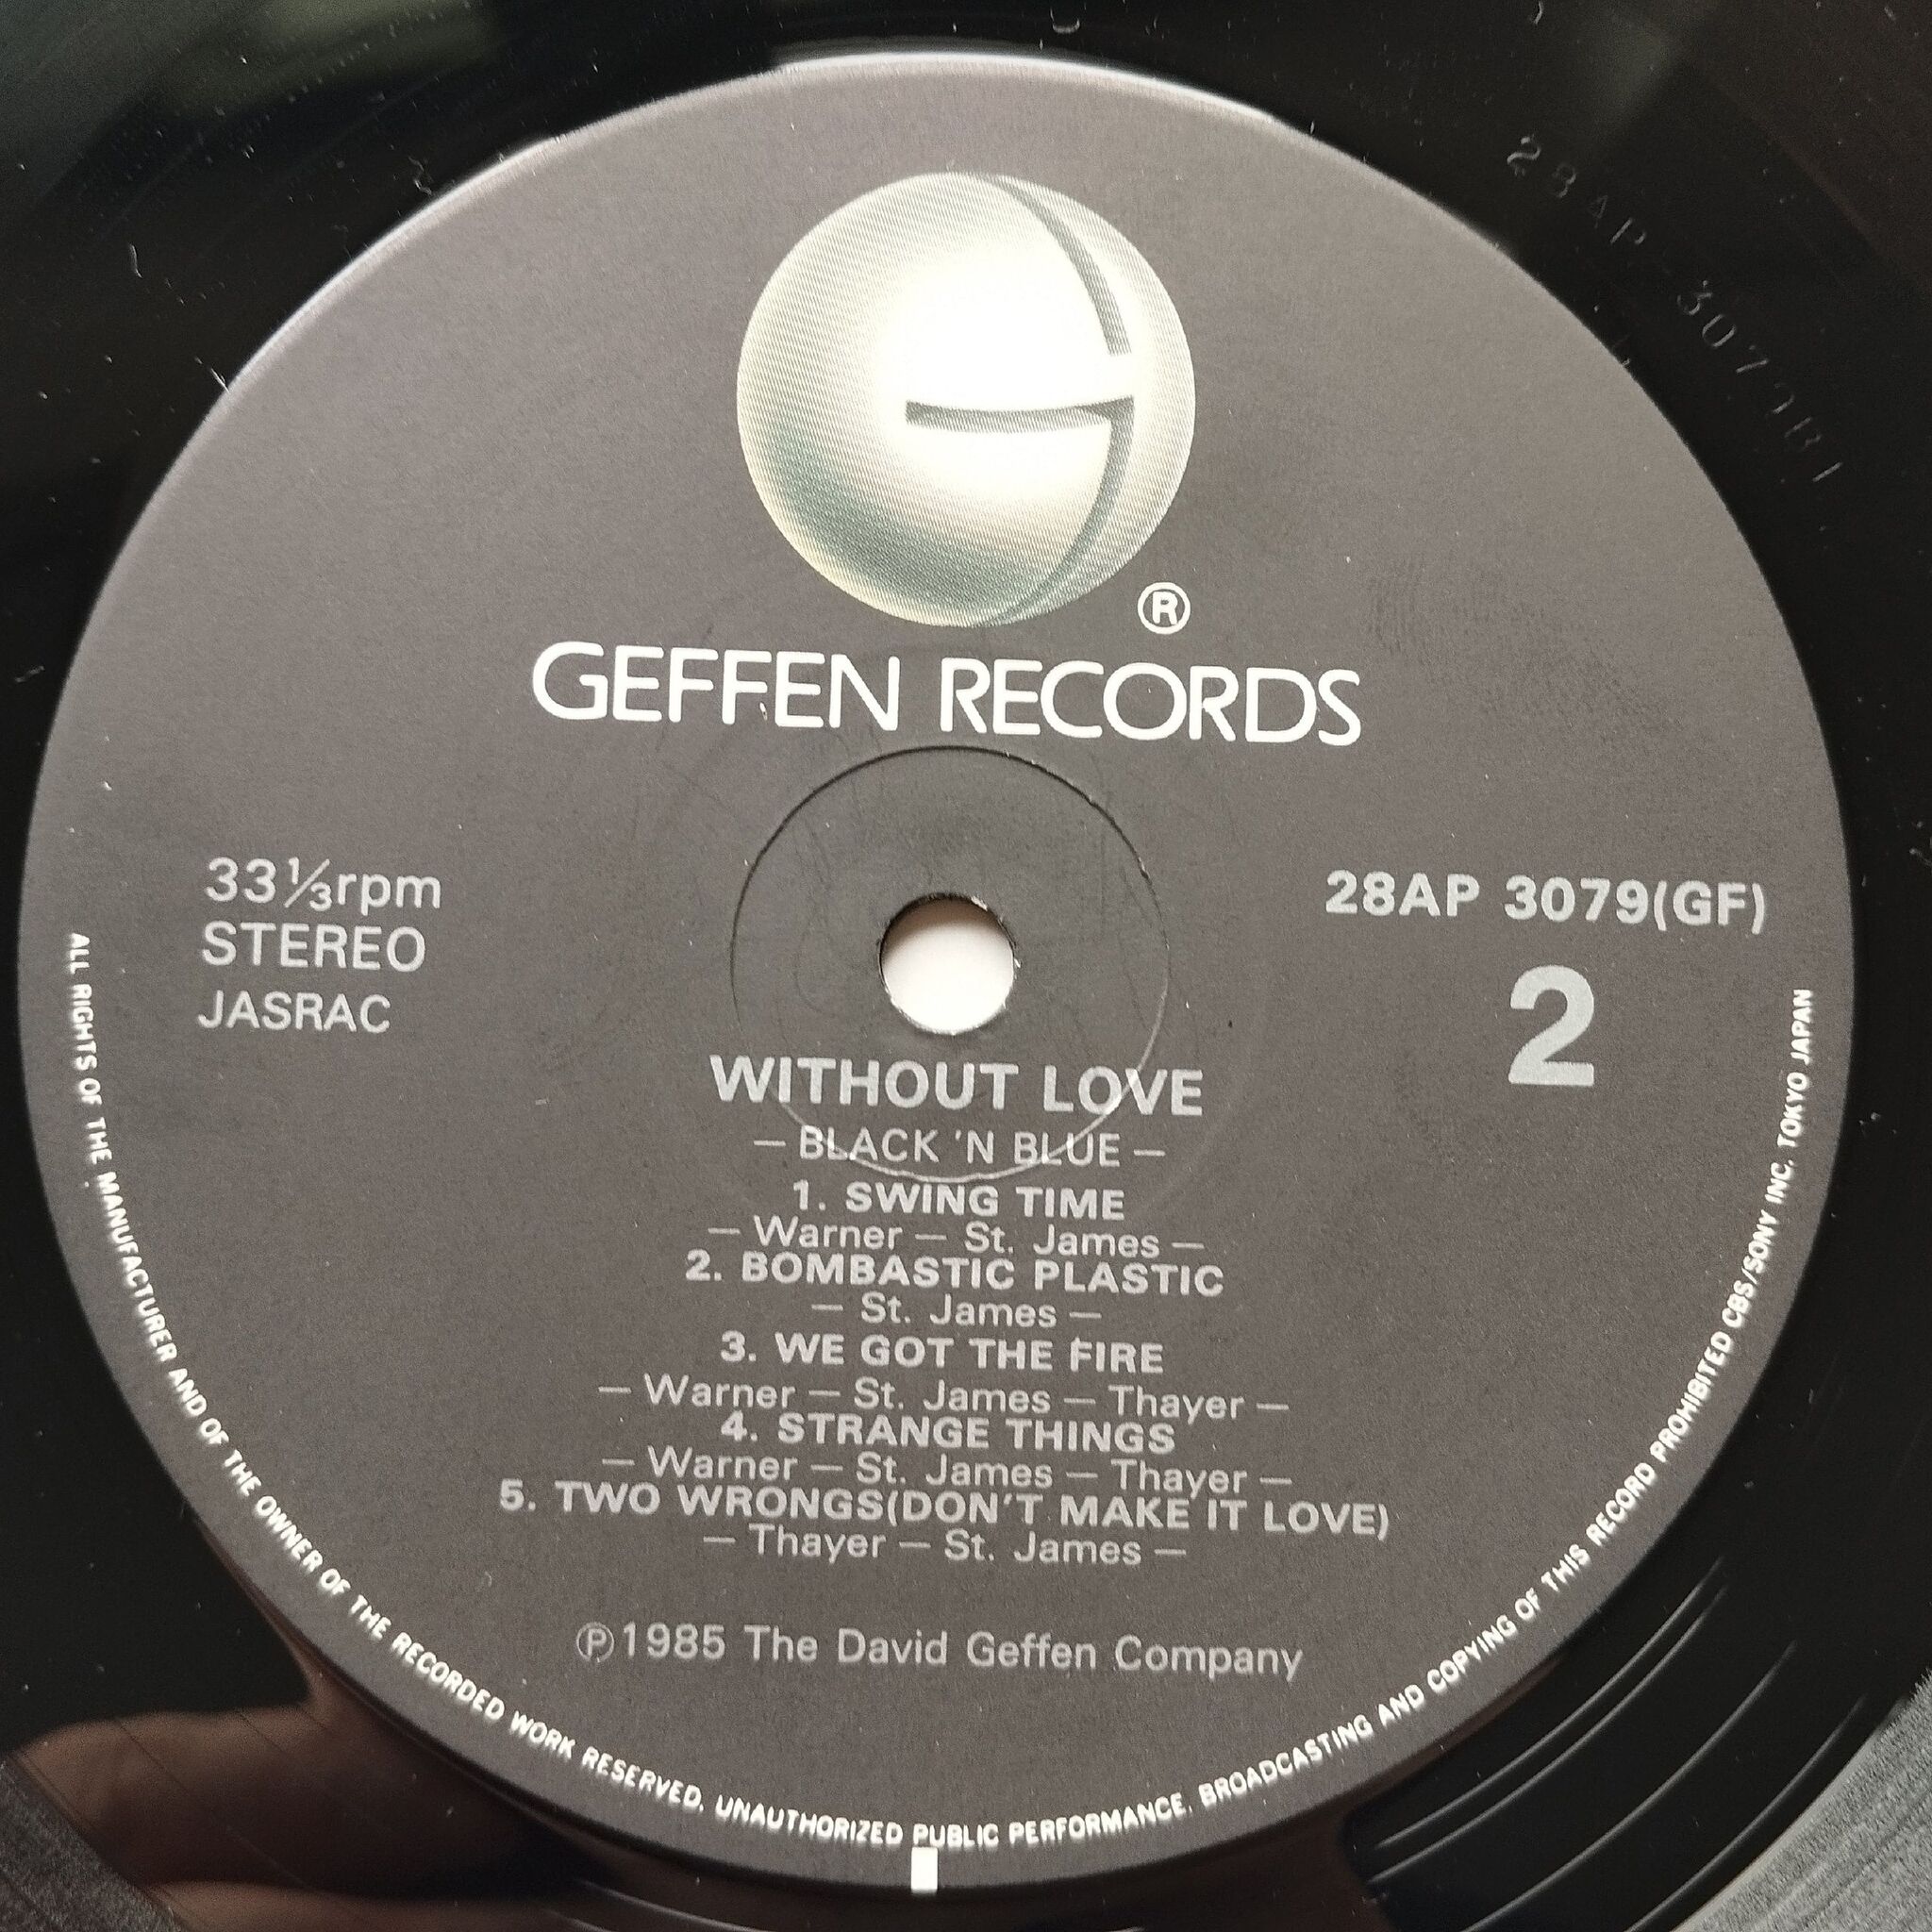 28AP 3079B1
®
GEFFEN RECORDS
33⅓rpm
STEREO
JASRAC
28AP 3079(GF)
2
WITHOUT LOVE
— BLACK 'N BLUE —
1. SWING TIME
— Warner — St. James —
2. BOMBASTIC PLASTIC
— St. James —
3. WE GOT THE FIRE
— Warner — St. James — Thayer —
4. STRANGE THINGS
— Warner — St. James — Thayer —
5. TWO WRONGS(DON'T MAKE IT LOVE)
— Thayer — St. James —
℗1985 The David Geffen Company
ALL RIGHTS OF THE MANUFACTURER AND OF THE OWNER OF THE RECORDED WORK RESERVED. UNAUTHORIZED PUBLIC PERFORMANCE. BROADCASTING AND COPYING OF THIS RECORD PROHIBITED CBS/SONY INC. TOKYO JAPAN